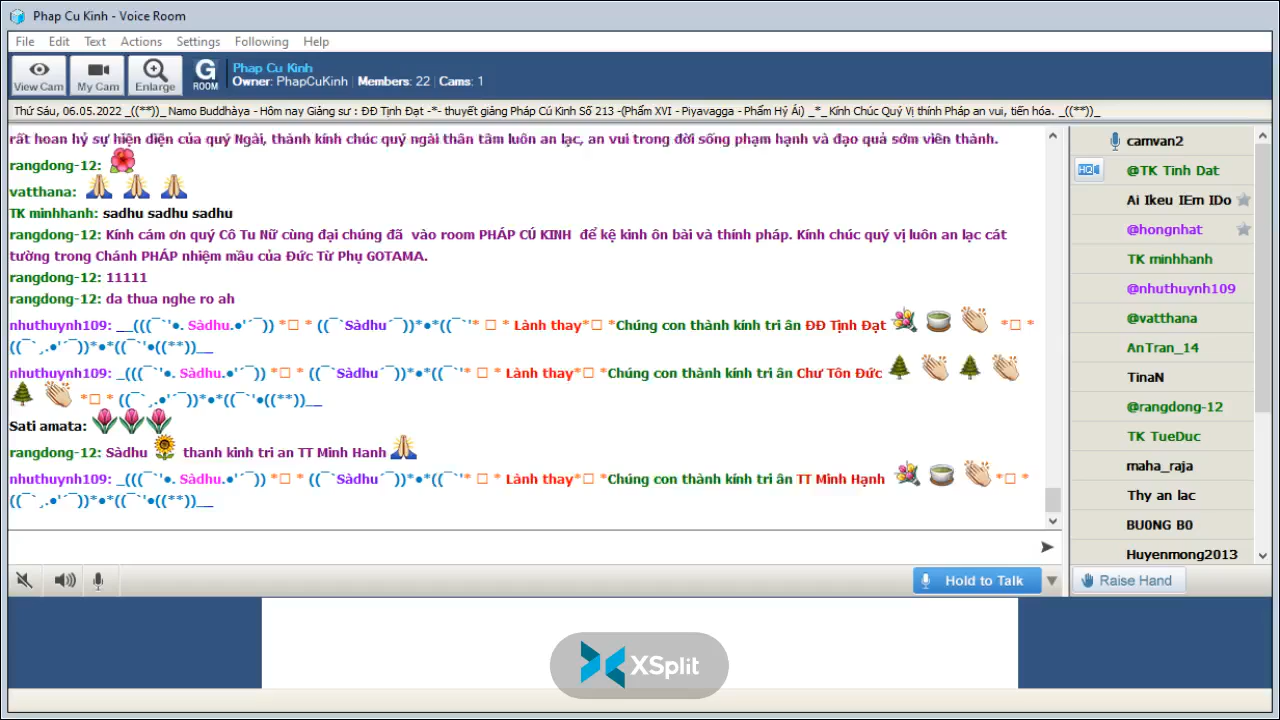 Phap Cu Kinh - Voice Room
File Edit Text Actions Settings Following Help
View Cam My Cam Enlarge G ROOM
Phap Cu Kinh
Owner: PhapCuKinh | Members: 22 | Cams: 1
Thứ Sáu, 06.05.2022 _((**))_ Namo Buddhàya - Hôm nay Giảng sư : ĐĐ Tịnh Đạt -*- thuyết giảng Pháp Cú Kinh Số 213 -(Phẩm XVI - Piyavagga - Phẩm Hỷ Ái) _*_ Kính Chúc Quý Vị thính Pháp an vui, tiến hóa. _((**))_
rất hoan hỷ sự hiện diện của quý Ngài, thành kính chúc quý ngài thân tâm luôn an lạc, an vui trong đời sống phạm hạnh và đạo quả sớm viên thành.
rangdong-12:
vatthana:
TK minhhanh: sadhu sadhu sadhu
rangdong-12: Kính cám ơn quý Cô Tu Nữ cùng đại chúng đã vào room PHÁP CÚ KINH để kệ kinh ôn bài và thính pháp. Kính chúc quý vị luôn an lạc cát
tường trong Chánh PHÁP nhiệm mầu của Đức Từ Phụ GOTAMA.
rangdong-12: 11111
rangdong-12: da thua nghe ro ah
nhuthuynh109: __(((¯`'●. Sàdhu.●'´¯)) *□ * ((¯`Sàdhu´¯))*●*((¯`'* □ * Lành thay*□ *Chúng con thành kính tri ân ĐĐ Tịnh Đạt *□ *
((¯`¸.●'´¯))*●*((¯`'●((**))__
nhuthuynh109: _(((¯`'●. Sàdhu.●'´¯)) *□ * ((¯`Sàdhu´¯))*●*((¯`'* □ * Lành thay*□ *Chúng con thành kính tri ân Chư Tôn Đức
*□ * ((¯`¸.●'´¯))*●*((¯`'●((**))__
Sati amata:
rangdong-12: Sàdhu thanh kinh tri an TT Minh Hanh
nhuthuynh109: _(((¯`'●. Sàdhu.●'´¯)) *□ * ((¯`Sàdhu´¯))*●*((¯`'* □ * Lành thay*□ *Chúng con thành kính tri ân TT Minh Hạnh *□ *
((¯`¸.●'´¯))*●*((¯`'●((**))__
camvan2
HQ @TK Tinh Dat
Ai Ikeu IEm IDo
@hongnhat
TK minhhanh
@nhuthuynh109
@vatthana
AnTran_14
TinaN
@rangdong-12
TK TueDuc
maha_raja
Thy an lac
BU0NG B0
Huyenmong2013
Hold to Talk
Raise Hand
XSplit